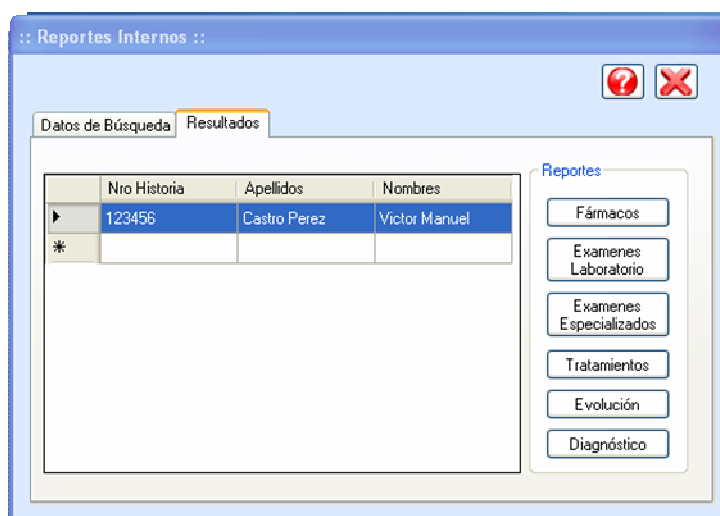 :: Reportes Internos ::
Datos de Búsqueda Resultados
Nro Historia Apellidos Nombres
123456 Castro Perez Victor Manuel
Reportes
Fármacos
Examenes
Laboratorio
Examenes
Especializados
Tratamientos
Evolución
Diagnóstico